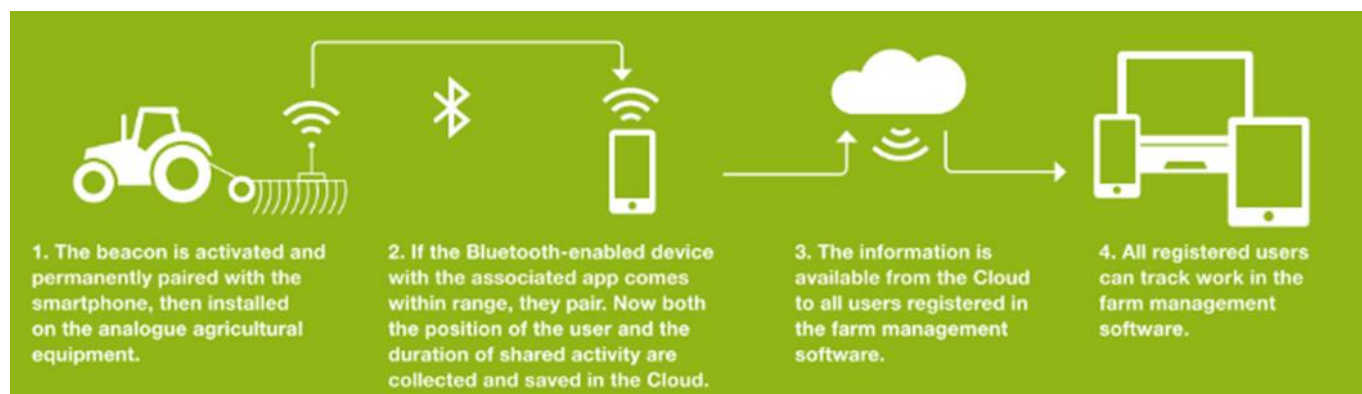 1. The beacon is activated and
permanently paired with the
smartphone, then installed
on the analogue agricultural
equipment.
2. If the Bluetooth-enabled device
with the associated app comes
within range, they pair. Now both
the position of the user and the
duration of shared activity are
collected and saved in the Cloud.
3. The information is
available from the Cloud
to all users registered in
the farm management
software.
4. All registered users
can track work in the
farm management
software.